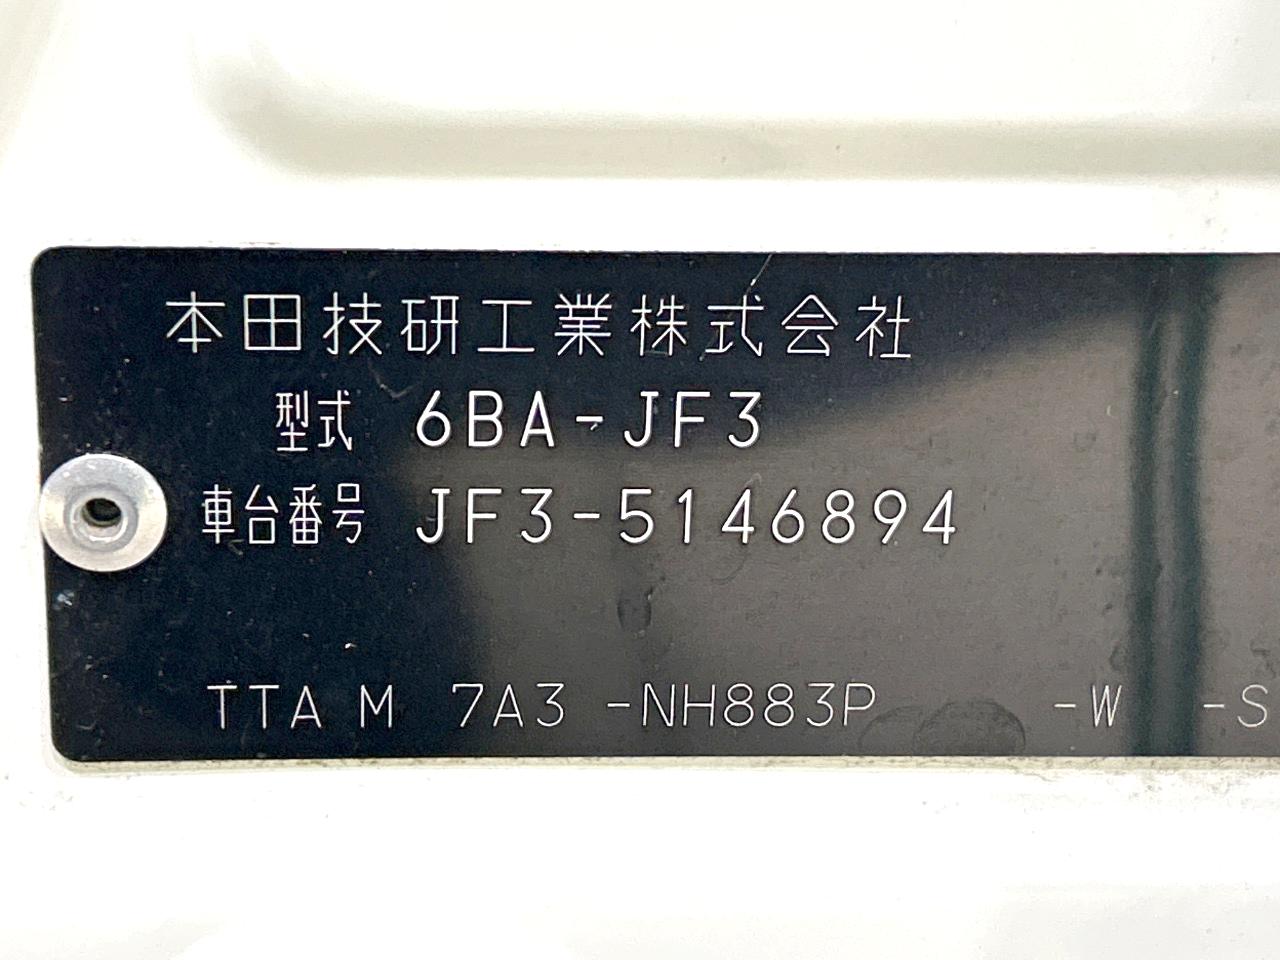 本田技研工業株式会社
型式 6BA-JF3
車台番号 JF3-5146894
TTA M 7A3 -NH883P -W -S